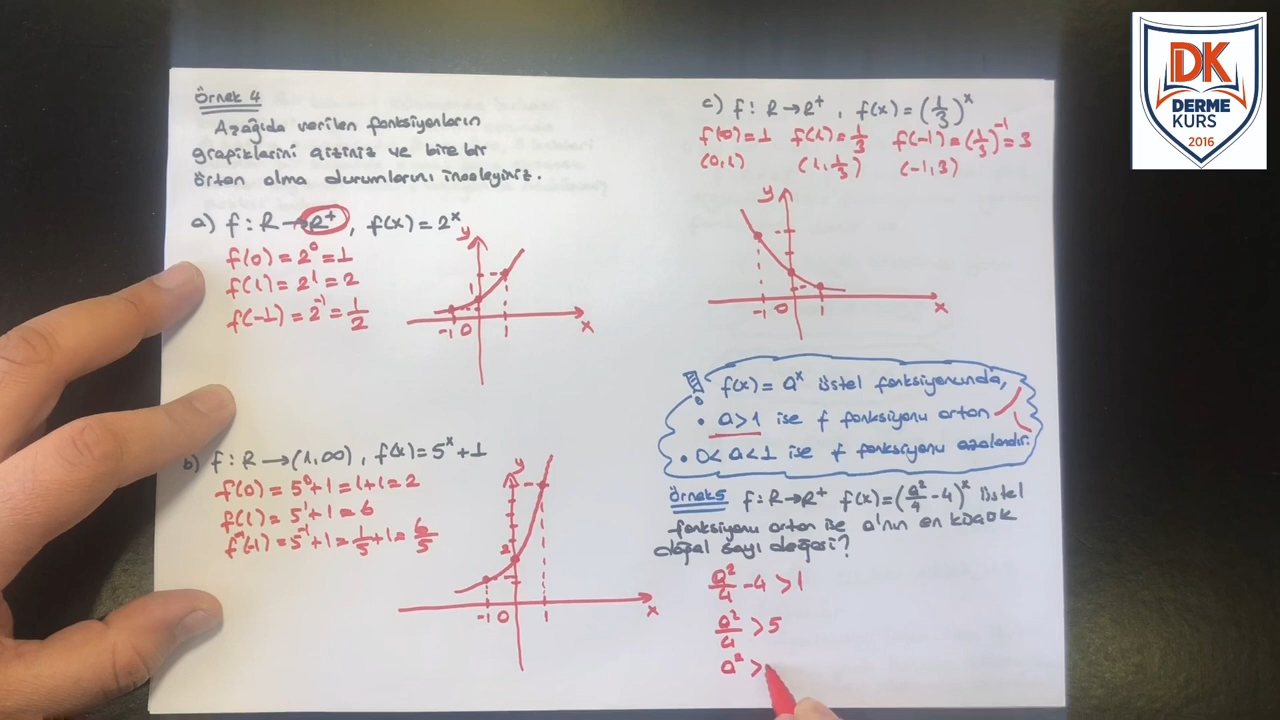 Örnek 4
Aşağıda verilen fonksiyonların
grafiklerini çiziniz ve bire bir
örten olma durumlarını inceleyiniz.
a) f: R→R⁺, f(x)=2ˣ
f(0)=2⁰=1
f(1)=2¹=2
f(-1)=2⁻¹=1/2
y
1
-1 0 1 x
b) f: R→(1,∞), f(x)=5ˣ+1
f(0)=5⁰+1=1+1=2
f(1)=5¹+1=6
f(-1)=5⁻¹+1=1/5+1=6/5
y
2
-1 0 1 x
c) f: R→R⁺, f(x)=(1/3)ˣ
f(0)=1 f(1)=1/3 f(-1)=(1/3)⁻¹=3
(0,1) (1,1/3) (-1,3)
y
-1 0 1 x
f(x)=aˣ üstel fonksiyonunda,
• a>1 ise f fonksiyonu artan
• 0<a<1 ise f fonksiyonu azalandır.
Örnek 5 f: R→R⁺ f(x)=(a²/4-4)ˣ üstel
fonksiyonu artan ise a'nın en küçük
doğal sayı değeri?
a²/4-4>1
a²/4>5
a²>
DK
DERME
KURS
2016